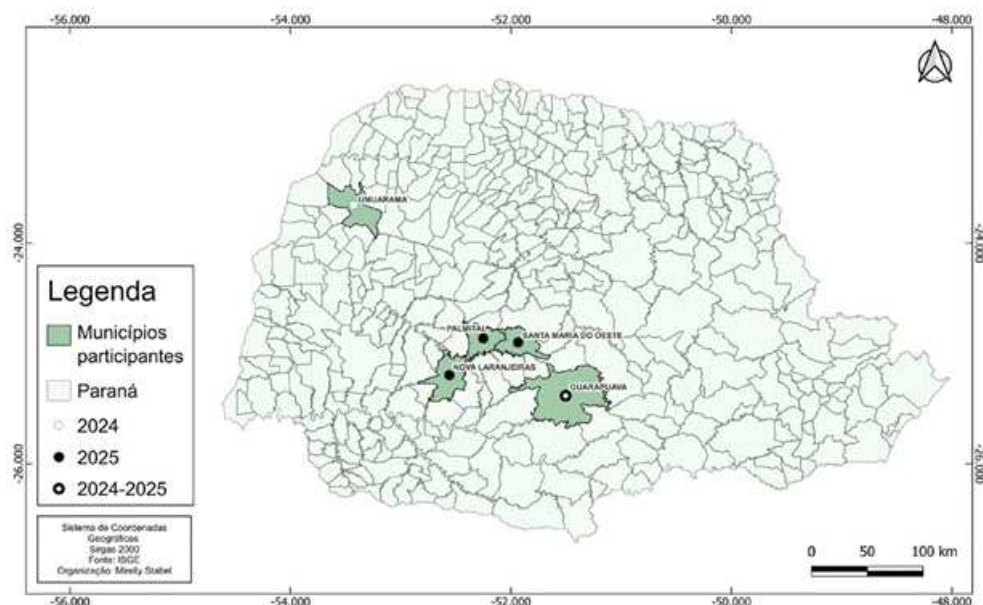 -56.000 -54.000 -52.000 -50.000 -48.000
UMUARAMA
-24.000 -24.000
Legenda
Municípios
participantes
Paraná
2024
2025
2024-2025
PALMITAL
SANTA MARIA DO OESTE
NOVA LARANJEIRAS
GUARAPUAVA
-26.000 -26.000
Sistema de Coordenadas
Geográficas
Sirgas 2000
Fonte: IBGE
Organização: Meelly Stabel
0 50 100 km
-56.000 -54.000 -52.000 -50.000 -48.000